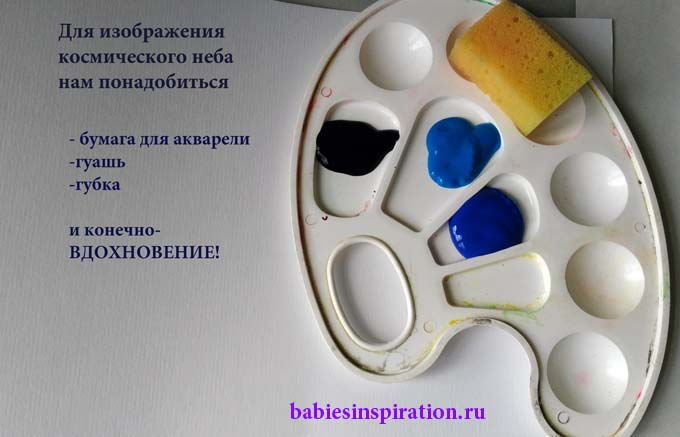 Для изображения
космического неба
нам понадобиться
- бумага для акварели
-гуашь
-губка
и конечно-
ВДОХНОВЕНИЕ!
babiesinspiration.ru